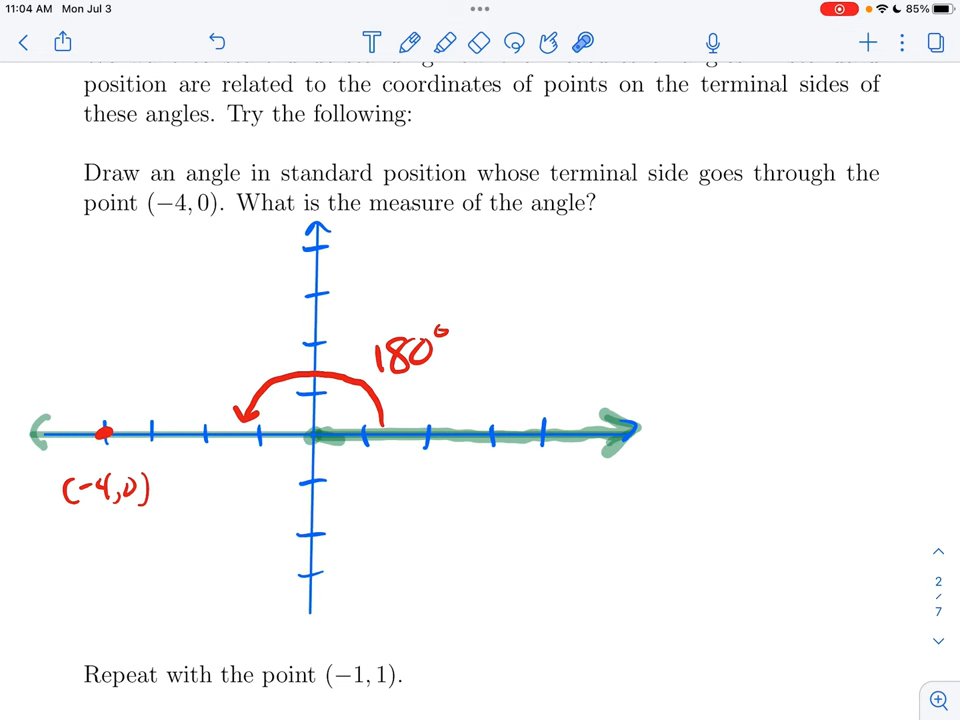 11:04 AM Mon Jul 3
85%
T
position are related to the coordinates of points on the terminal sides of
these angles. Try the following:
Draw an angle in standard position whose terminal side goes through the
point (−4, 0). What is the measure of the angle?
180°
(-4,0)
2
/
7
Repeat with the point (−1, 1).